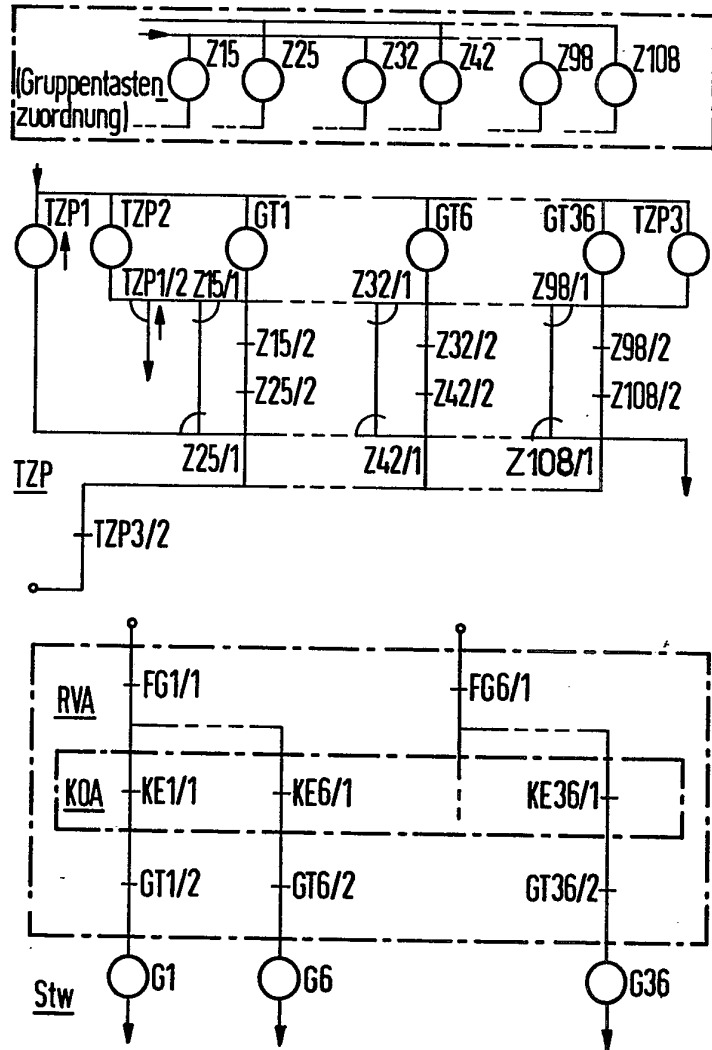 Z15 Z25 Z32 Z42 Z98 Z108
(Gruppentasten_
zuordnung)
TZP1 TZP2 GT1 GT6 GT36 TZP3
TZP1/2 Z15/1 Z32/1 Z98/1
Z15/2 Z32/2 Z98/2
Z25/2 Z42/2 Z108/2
Z25/1 Z42/1 Z108/1
TZP
TZP3/2
FG1/1 FG6/1
RVA
KOA KE1/1 KE6/1 KE36/1
GT1/2 GT6/2 GT36/2
G1 G6 G36
Stw